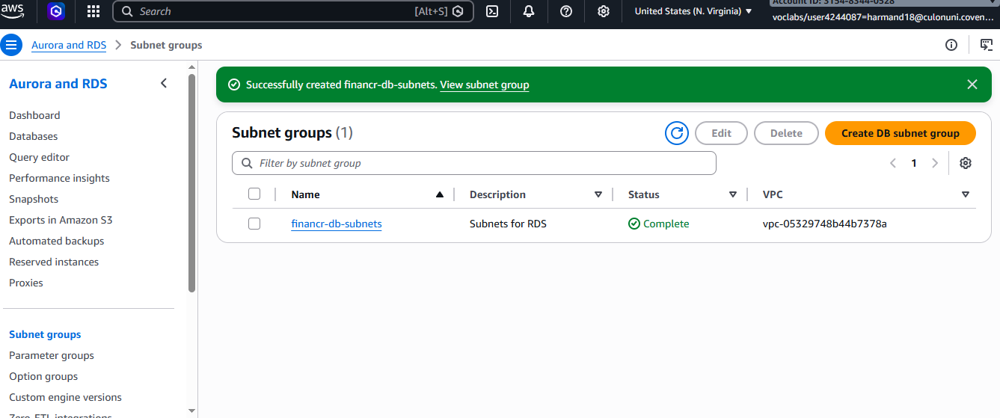 aws
Search [Alt+S] United States (N. Virginia)
Account ID: 3154-8344-0528
voclabs/user4244087=harmand18@culonuni.coven...
Aurora and RDS Subnet groups
Aurora and RDS
Dashboard
Databases
Query editor
Performance insights
Snapshots
Exports in Amazon S3
Automated backups
Reserved instances
Proxies
Subnet groups
Parameter groups
Option groups
Custom engine versions
Zero-ETL integrations
Successfully created financr-db-subnets. View subnet group
Subnet groups (1) Edit Delete Create DB subnet group
Filter by subnet group 1
Name Description Status VPC
financr-db-subnets Subnets for RDS Complete vpc-05329748b44b7378a